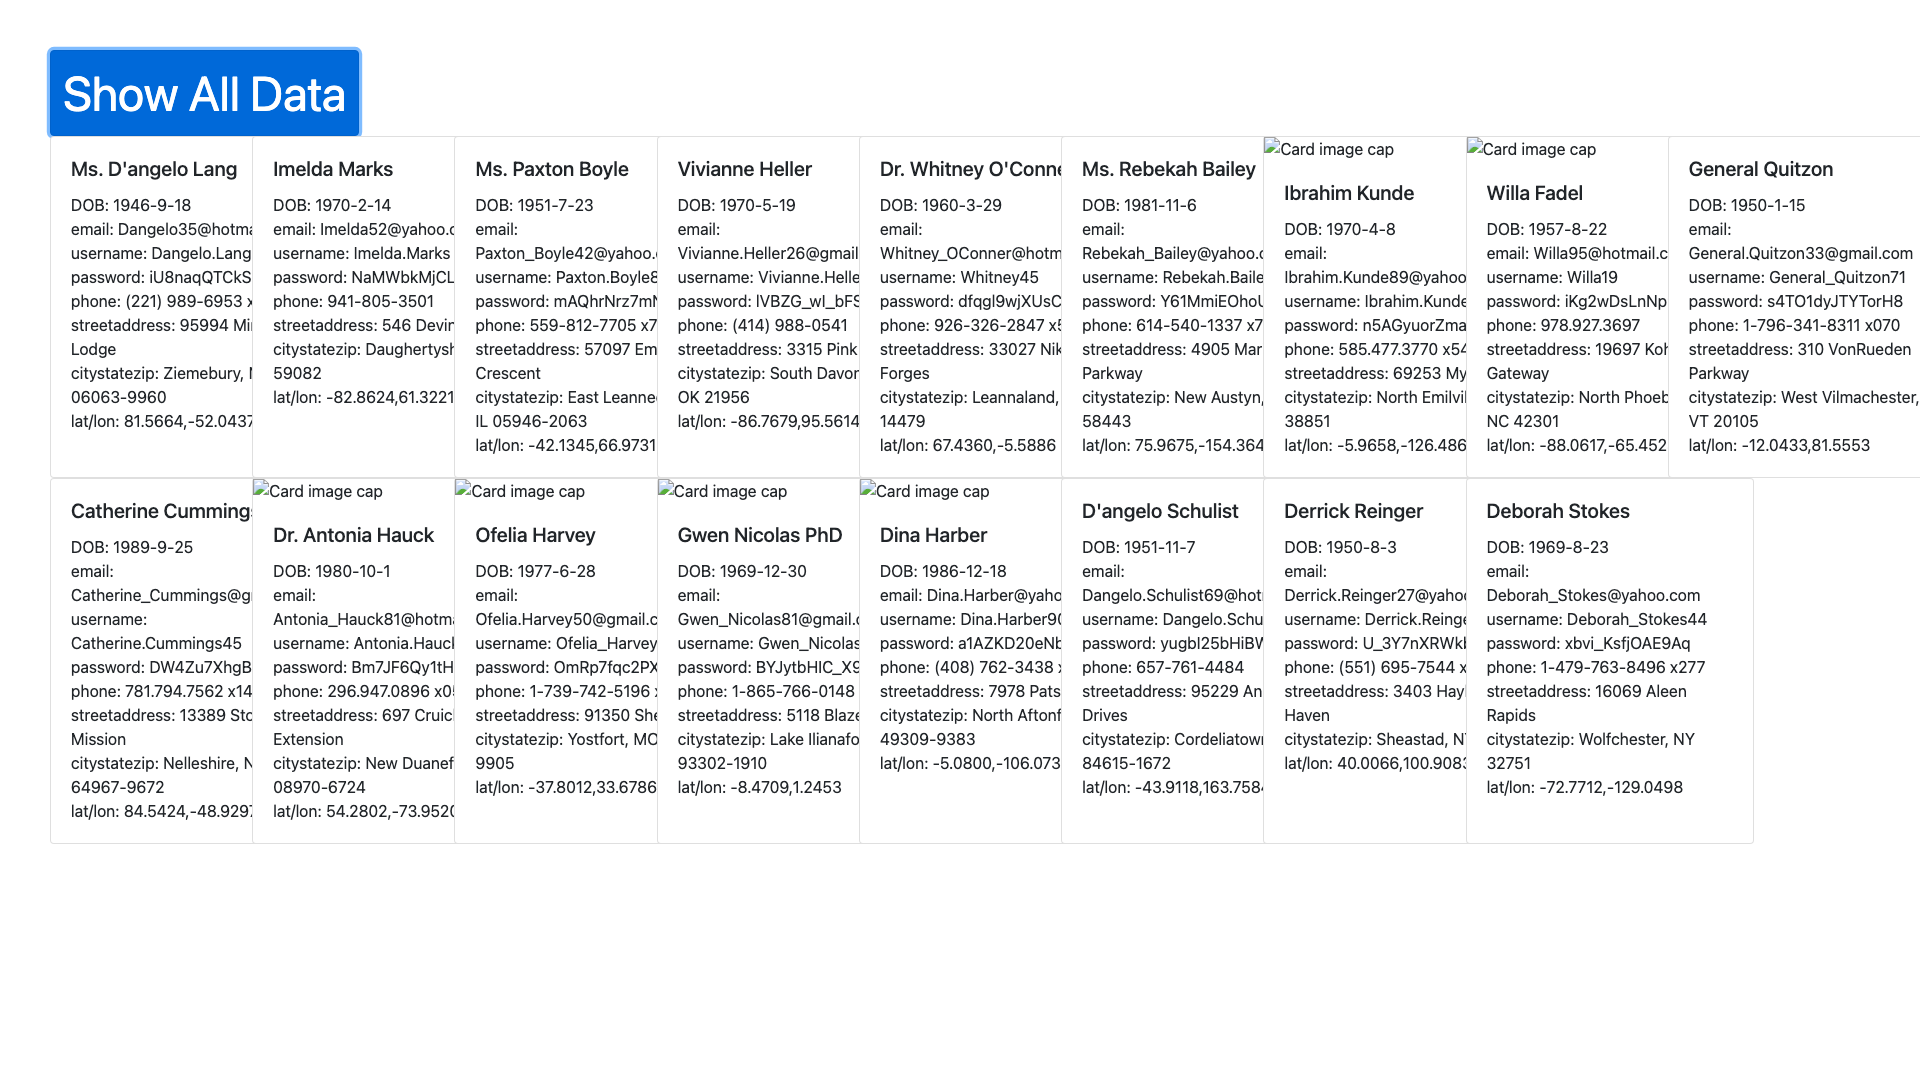 Show All Data
Ms. D'angelo Lang
DOB: 1946-9-18
email: Dangelo35@hotma
username: Dangelo.Lang
password: iU8naqQTCkS
phone: (221) 989-6953 x
streetaddress: 95994 Mi
Lodge
citystatezip: Ziemebury,
06063-9960
lat/lon: 81.5664,-52.0437
Imelda Marks
DOB: 1970-2-14
email: Imelda52@yahoo.c
username: Imelda.Marks
password: NaMWbkMjCL
phone: 941-805-3501
streetaddress: 546 Devin
citystatezip: Daughertysh
59082
lat/lon: -82.8624,61.3221
Ms. Paxton Boyle
DOB: 1951-7-23
email:
Paxton_Boyle42@yahoo.
username: Paxton.Boyle8
password: mAQhrNrz7mN
phone: 559-812-7705 x7
streetaddress: 57097 Em
Crescent
citystatezip: East Leanne
IL 05946-2063
lat/lon: -42.1345,66.9731
Vivianne Heller
DOB: 1970-5-19
email:
Vivianne.Heller26@gmail
username: Vivianne.Helle
password: lVBZG_wI_bFS
phone: (414) 988-0541
streetaddress: 3315 Pink
citystatezip: South Davor
OK 21956
lat/lon: -86.7679,95.5614
Dr. Whitney O'Conne
DOB: 1960-3-29
email:
Whitney_OConner@hotm
username: Whitney45
password: dfqgl9wjXUsC
phone: 926-326-2847 x5
streetaddress: 33027 Nik
Forges
citystatezip: Leannaland,
14479
lat/lon: 67.4360,-5.5886
Ms. Rebekah Bailey
DOB: 1981-11-6
email:
Rebekah_Bailey@yahoo.c
username: Rebekah.Baile
password: Y61MmiEOhoU
phone: 614-540-1337 x7
streetaddress: 4905 Mar
Parkway
citystatezip: New Austyn,
58443
lat/lon: 75.9675,-154.364
Card image cap
Ibrahim Kunde
DOB: 1970-4-8
email:
Ibrahim.Kunde89@yahoo
username: Ibrahim.Kunde
password: n5AGyuorZma
phone: 585.477.3770 x54
streetaddress: 69253 My
citystatezip: North Emilvil
38851
lat/lon: -5.9658,-126.486
Card image cap
Willa Fadel
DOB: 1957-8-22
email: Willa95@hotmail.c
username: Willa19
password: iKg2wDsLnNp
phone: 978.927.3697
streetaddress: 19697 Koh
Gateway
citystatezip: North Phoeb
NC 42301
lat/lon: -88.0617,-65.452
General Quitzon
DOB: 1950-1-15
email:
General.Quitzon33@gmail.com
username: General_Quitzon71
password: s4TO1dyJTYTorH8
phone: 1-796-341-8311 x070
streetaddress: 310 VonRueden
Parkway
citystatezip: West Vilmachester,
VT 20105
lat/lon: -12.0433,81.5553
Catherine Cummings
DOB: 1989-9-25
email:
Catherine_Cummings@g
username:
Catherine.Cummings45
password: DW4Zu7XhgB
phone: 781.794.7562 x14
streetaddress: 13389 Sto
Mission
citystatezip: Nelleshire, N
64967-9672
lat/lon: 84.5424,-48.9297
Card image cap
Dr. Antonia Hauck
DOB: 1980-10-1
email:
Antonia_Hauck81@hotma
username: Antonia.Hauck
password: Bm7JF6Qy1tH
phone: 296.947.0896 x05
streetaddress: 697 Cruic
Extension
citystatezip: New Duanef
08970-6724
lat/lon: 54.2802,-73.9520
Card image cap
Ofelia Harvey
DOB: 1977-6-28
email:
Ofelia.Harvey50@gmail.c
username: Ofelia_Harvey
password: OmRp7fqc2PX
phone: 1-739-742-5196 x
streetaddress: 91350 She
citystatezip: Yostfort, MO
9905
lat/lon: -37.8012,33.6786
Card image cap
Gwen Nicolas PhD
DOB: 1969-12-30
email:
Gwen_Nicolas81@gmail.c
username: Gwen_Nicolas
password: BYJytbHIC_X9
phone: 1-865-766-0148
streetaddress: 5118 Blaze
citystatezip: Lake Ilianafo
93302-1910
lat/lon: -8.4709,1.2453
Card image cap
Dina Harber
DOB: 1986-12-18
email: Dina.Harber@yaho
username: Dina.Harber90
password: a1AZKD20eNb
phone: (408) 762-3438 x
streetaddress: 7978 Pats
citystatezip: North Aftonf
49309-9383
lat/lon: -5.0800,-106.073
D'angelo Schulist
DOB: 1951-11-7
email:
Dangelo.Schulist69@hot
username: Dangelo.Schu
password: yugbl25bHiBW
phone: 657-761-4484
streetaddress: 95229 An
Drives
citystatezip: Cordeliatown
84615-1672
lat/lon: -43.9118,163.7584
Derrick Reinger
DOB: 1950-8-3
email:
Derrick.Reinger27@yahoo
username: Derrick.Reinge
password: U_3Y7nXRWkb
phone: (551) 695-7544 x
streetaddress: 3403 Hayl
Haven
citystatezip: Sheastad, N
lat/lon: 40.0066,100.9083
Deborah Stokes
DOB: 1969-8-23
email:
Deborah_Stokes@yahoo.com
username: Deborah_Stokes44
password: xbvi_KsfjOAE9Aq
phone: 1-479-763-8496 x277
streetaddress: 16069 Aleen
Rapids
citystatezip: Wolfchester, NY
32751
lat/lon: -72.7712,-129.0498